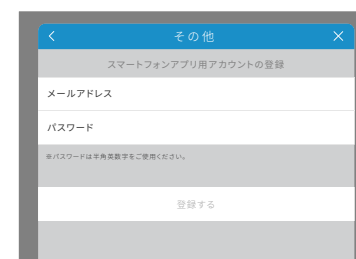 その他
スマートフォンアプリ用アカウントの登録
メールアドレス
パスワード
※パスワードは半角英数字をご使用ください。
登録する